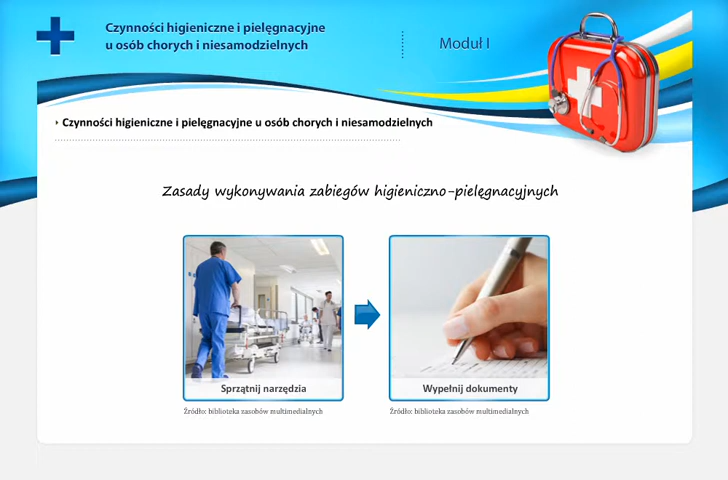 Czynności higieniczne i pielęgnacyjne
u osób chorych i niesamodzielnych
Moduł I
Czynności higieniczne i pielęgnacyjne u osób chorych i niesamodzielnych
Zasady wykonywania zabiegów higieniczno-pielęgnacyjnych
Sprzątnij narzędzia
Wypełnij dokumenty
Źródło: biblioteka zasobów multimedialnych
Źródło: biblioteka zasobów multimedialnych